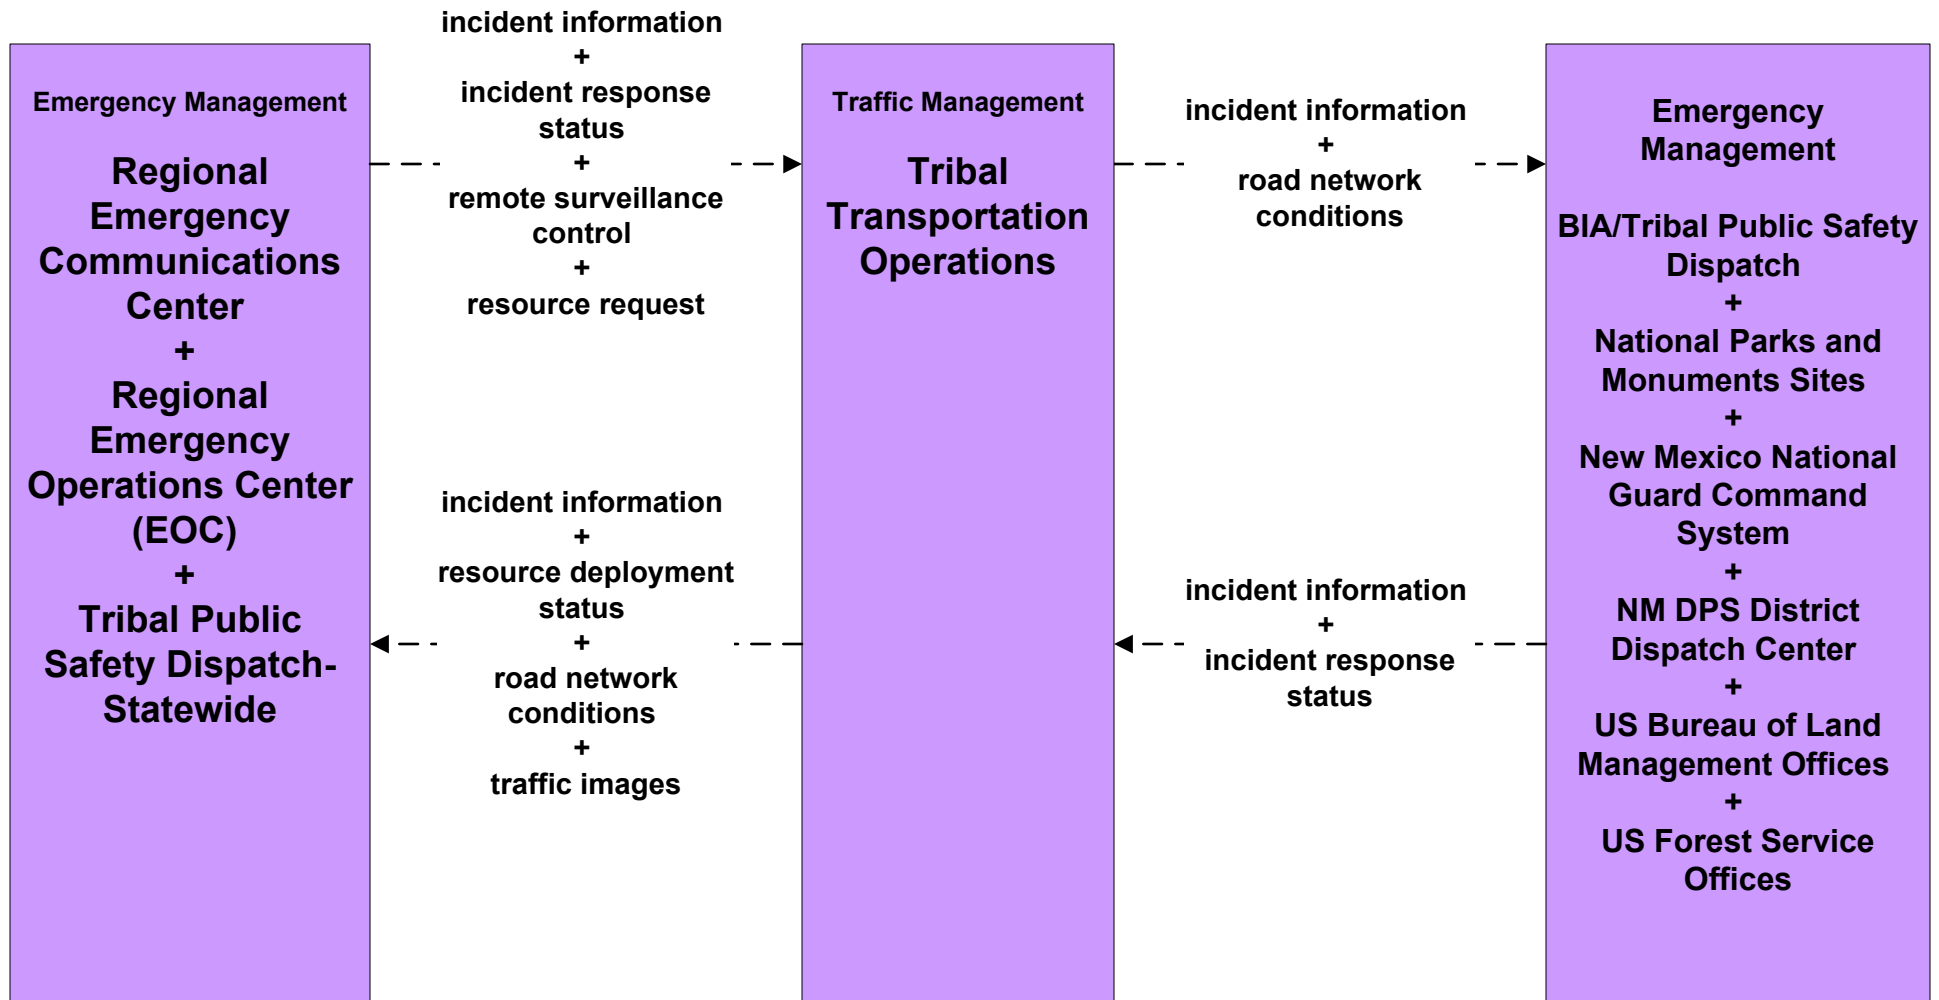 Emergency Management
Regional
Emergency
Communications
Center
+
Regional
Emergency
Operations Center
(EOC)
+
Tribal Public
Safety Dispatch-
Statewide
incident information
+
incident response
status
+
remote surveillance
control
+
resource request
incident information
+
resource deployment
status
+
road network
conditions
+
traffic images
Traffic Management
Tribal
Transportation
Operations
incident information
+
road network
conditions
incident information
+
incident response
status
Emergency
Management
BIA/Tribal Public Safety
Dispatch
+
National Parks and
Monuments Sites
+
New Mexico National
Guard Command
System
+
NM DPS District
Dispatch Center
+
US Bureau of Land
Management Offices
+
US Forest Service
Offices